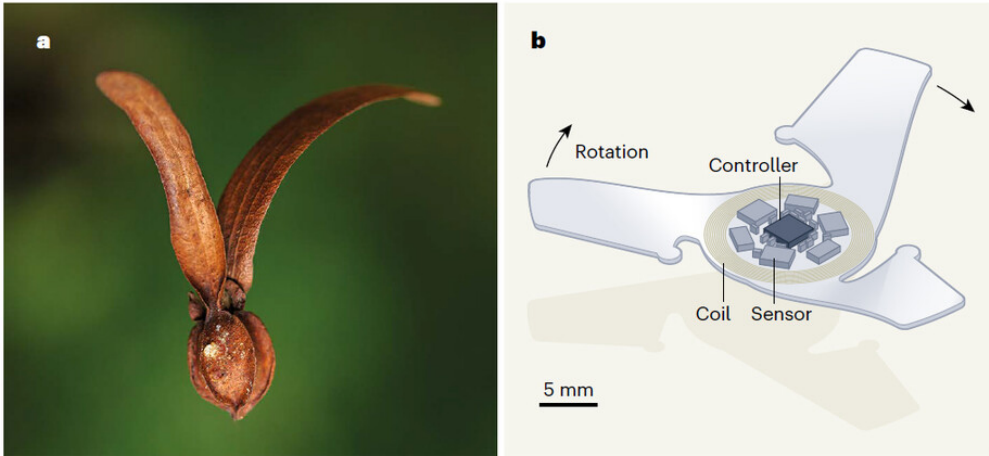 a
b
Rotation
Controller
Coil
Sensor
5 mm